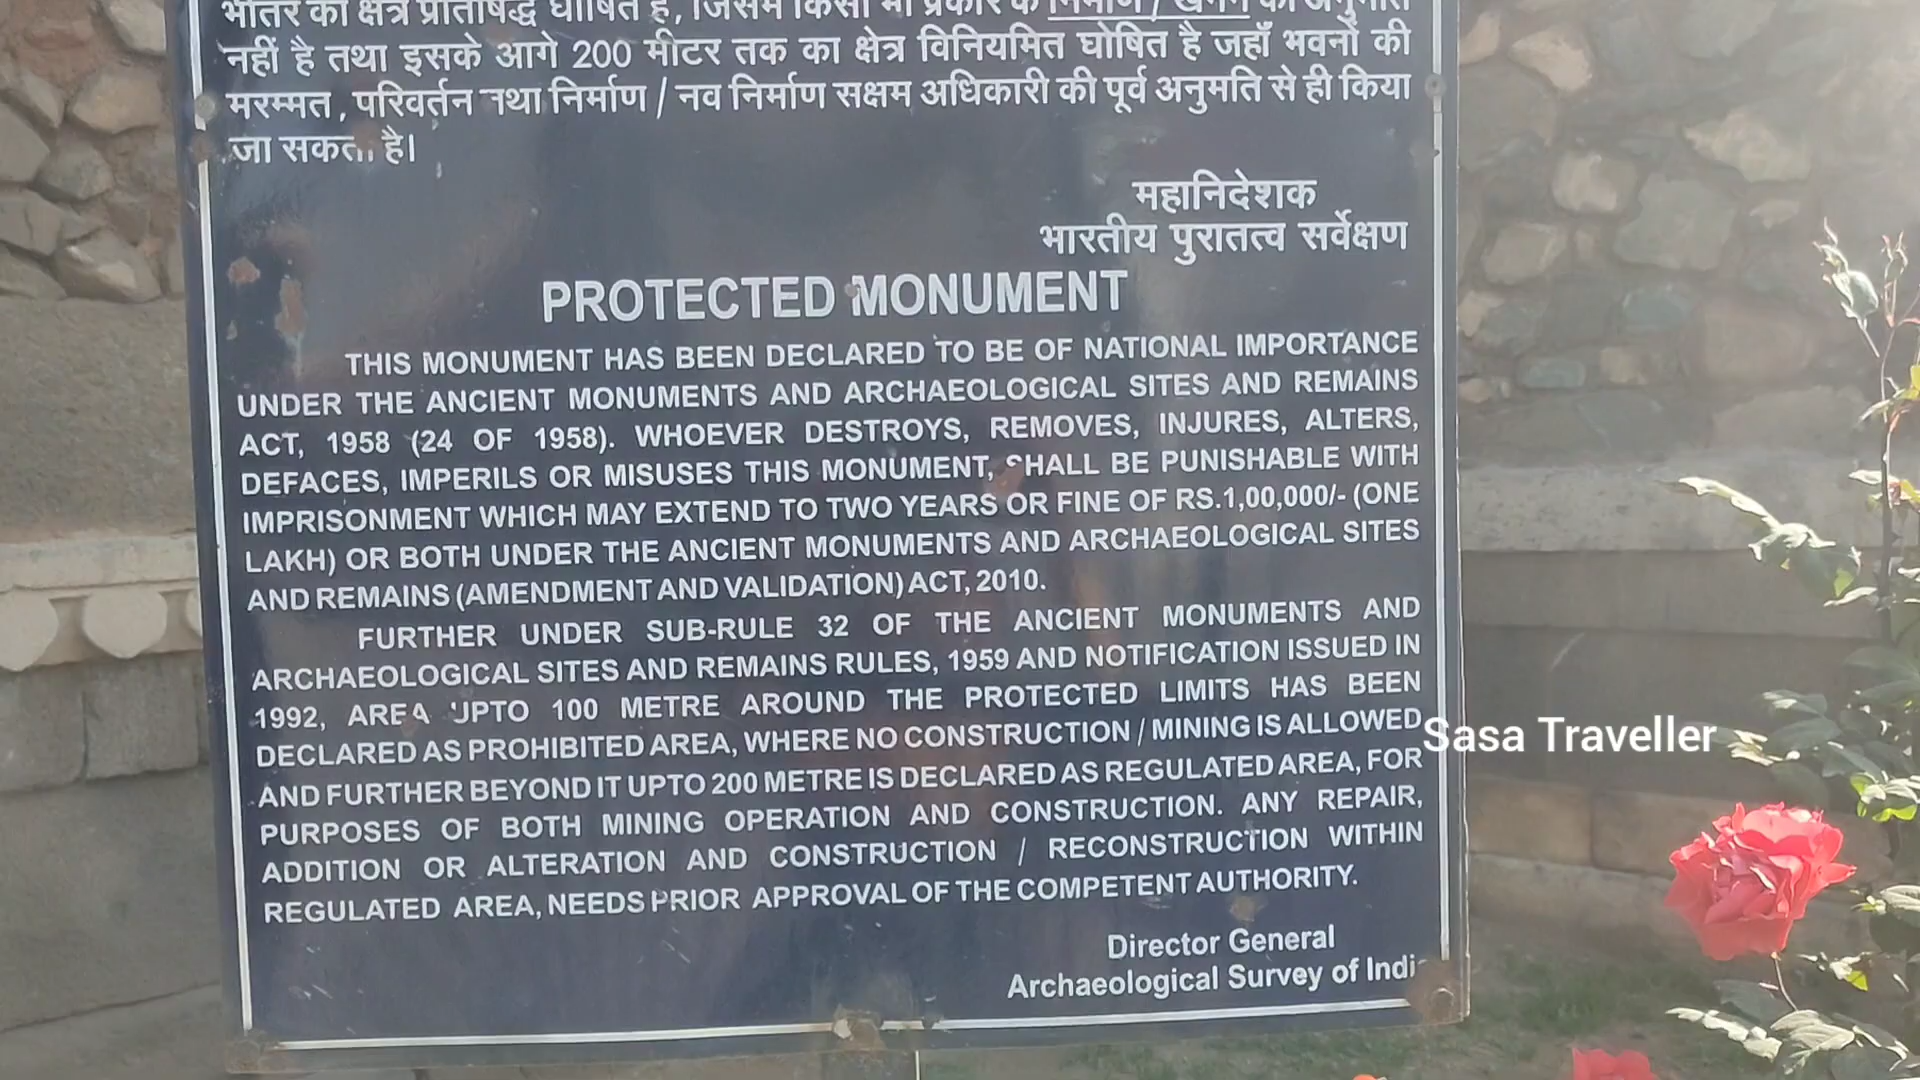 भीतर का क्षेत्र प्रतिषिद्ध घोषित है, जिसमें किसी भी प्रकार के निर्माण / खनन की अनुमति
नहीं है तथा इसके आगे 200 मीटर तक का क्षेत्र विनियमित घोषित है जहाँ भवनों की
मरम्मत, परिवर्तन तथा निर्माण / नव निर्माण सक्षम अधिकारी की पूर्व अनुमति से ही किया
जा सकता है।
महानिदेशक
भारतीय पुरातत्व सर्वेक्षण
PROTECTED MONUMENT
THIS MONUMENT HAS BEEN DECLARED TO BE OF NATIONAL IMPORTANCE
UNDER THE ANCIENT MONUMENTS AND ARCHAEOLOGICAL SITES AND REMAINS
ACT, 1958 (24 OF 1958). WHOEVER DESTROYS, REMOVES, INJURES, ALTERS,
DEFACES, IMPERILS OR MISUSES THIS MONUMENT, SHALL BE PUNISHABLE WITH
IMPRISONMENT WHICH MAY EXTEND TO TWO YEARS OR FINE OF RS.1,00,000/- (ONE
LAKH) OR BOTH UNDER THE ANCIENT MONUMENTS AND ARCHAEOLOGICAL SITES
AND REMAINS (AMENDMENT AND VALIDATION) ACT, 2010.
FURTHER UNDER SUB-RULE 32 OF THE ANCIENT MONUMENTS AND
ARCHAEOLOGICAL SITES AND REMAINS RULES, 1959 AND NOTIFICATION ISSUED IN
1992, AREA UPTO 100 METRE AROUND THE PROTECTED LIMITS HAS BEEN
DECLARED AS PROHIBITED AREA, WHERE NO CONSTRUCTION / MINING IS ALLOWED
AND FURTHER BEYOND IT UPTO 200 METRE IS DECLARED AS REGULATED AREA, FOR
PURPOSES OF BOTH MINING OPERATION AND CONSTRUCTION. ANY REPAIR,
ADDITION OR ALTERATION AND CONSTRUCTION / RECONSTRUCTION WITHIN
REGULATED AREA, NEEDS PRIOR APPROVAL OF THE COMPETENT AUTHORITY.
Director General
Archaeological Survey of India
Sasa Traveller